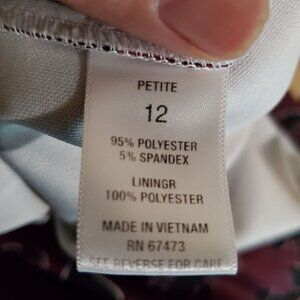 PETITE
12
95% POLYESTER
5% SPANDEX
LININGR
100% POLYESTER
MADE IN VIETNAM
RN 67473
SEE REVERSE FOR CARE